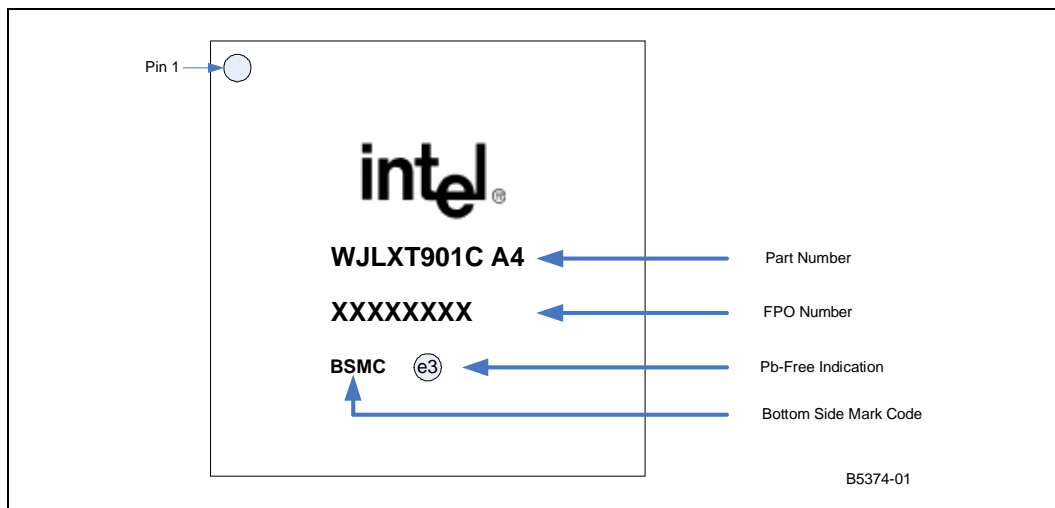 Pin 1
intel®
WJLXT901C A4
Part Number
XXXXXXXX
FPO Number
BSMC
e3
Pb-Free Indication
Bottom Side Mark Code
B5374-01